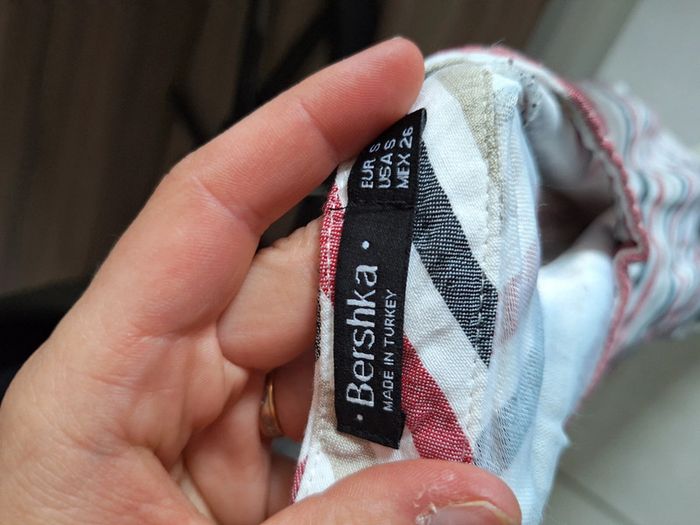 EUR S
USA S
MEX 26
• Bershka •
MADE IN TURKEY